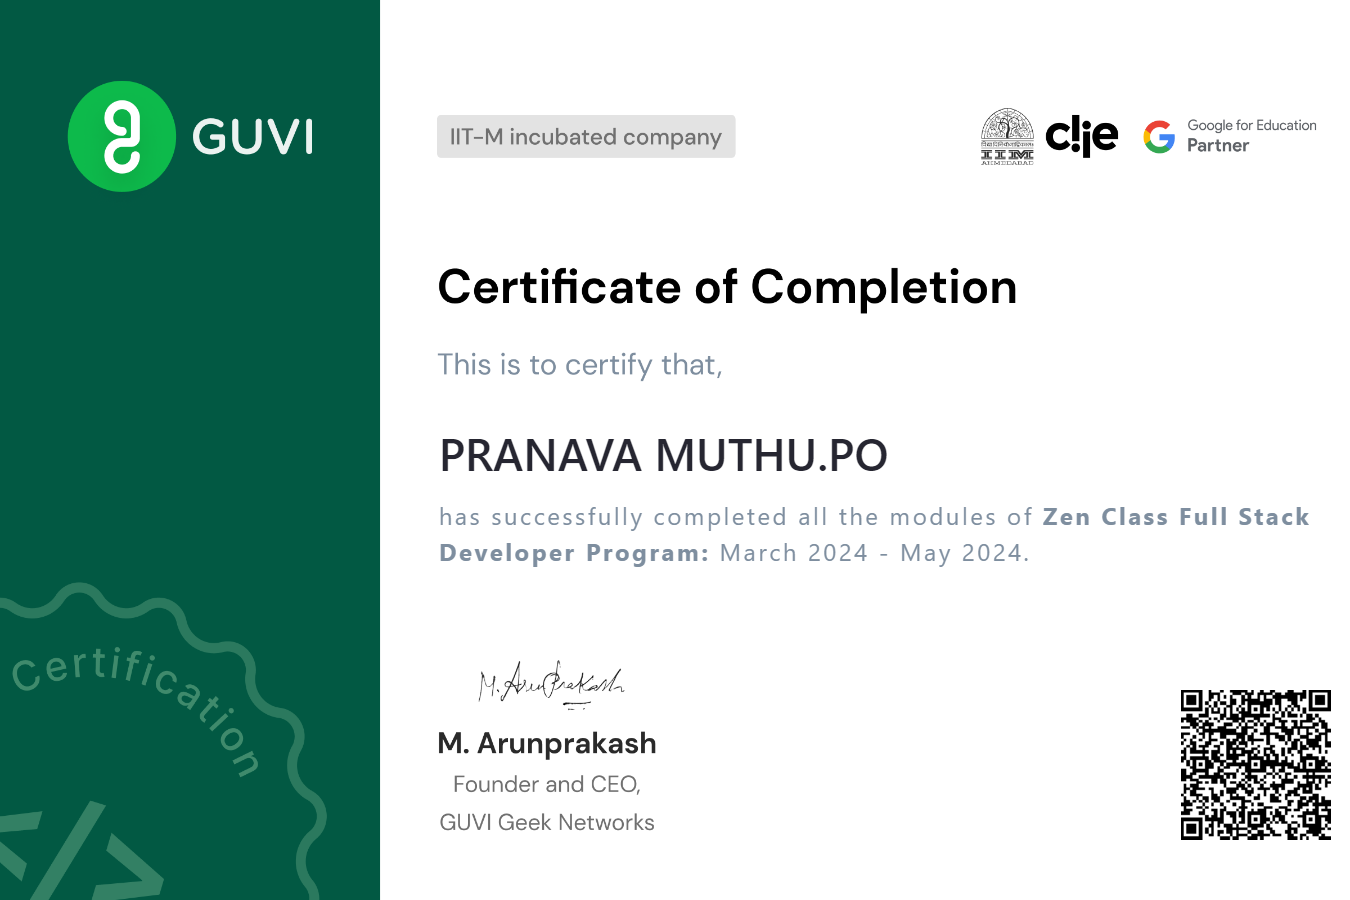 GUVI
IIT-M incubated company
IIM
AHMEDABAD
c!ie
Google for Education
Partner
Certificate of Completion
This is to certify that,
PRANAVA MUTHU.PO
has successfully completed all the modules of Zen Class Full Stack
Developer Program: March 2024 - May 2024.
Certification
</>
M. ArunPrakash
M. Arunprakash
Founder and CEO,
GUVI Geek Networks